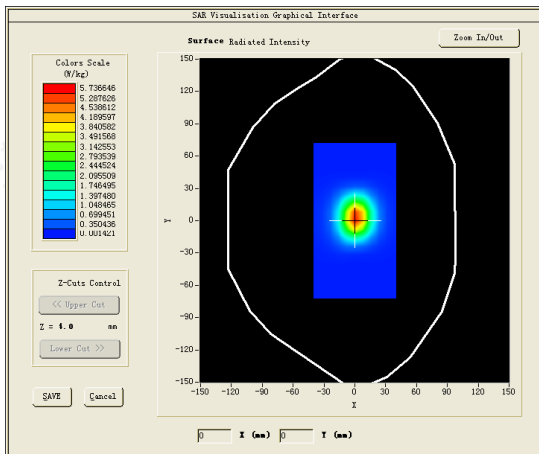 SAR Visualisation Graphical Interface
Surface Radiated Intensity
Zoom In/Out
Colors Scale
(W/kg)
5.736646
5.287626
4.538612
4.189597
3.840582
3.491568
3.142553
2.793539
2.444524
2.095509
1.746495
1.397480
1.048465
0.699451
0.350436
0.001421
150
120
90
60
30
0
-30
-60
-90
-120
-150
Y
-150 -120 -90 -60 -30 0 30 60 90 120 150
X
Z-Cuts Control
<< Upper Cut
Z = 4.0 mm
Lower Cut >>
SAVE
Cancel
0 X (mm) 0 Y (mm)